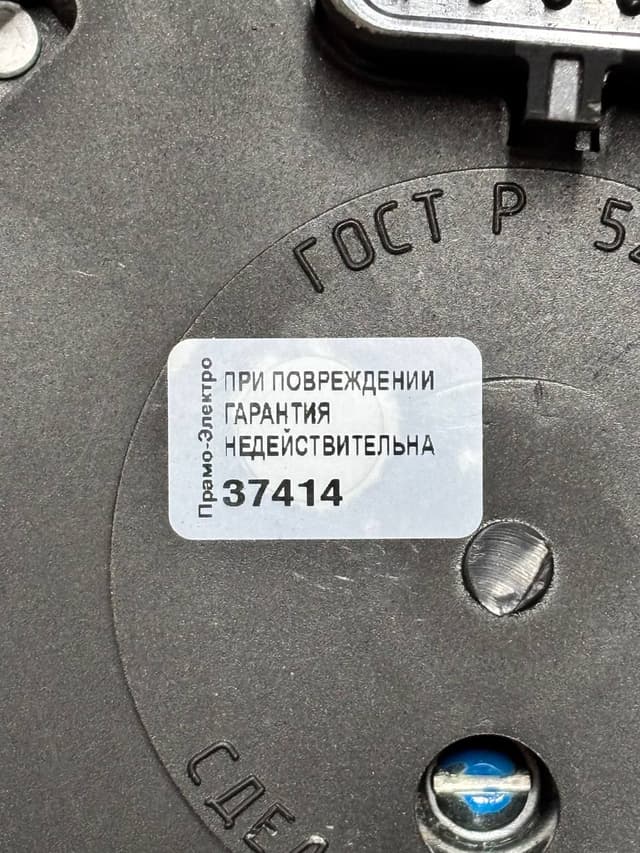 ГОСТ Р
Прамо-Электро
ПРИ ПОВРЕЖДЕНИИ
ГАРАНТИЯ
НЕДЕЙСТВИТЕЛЬНА
37414